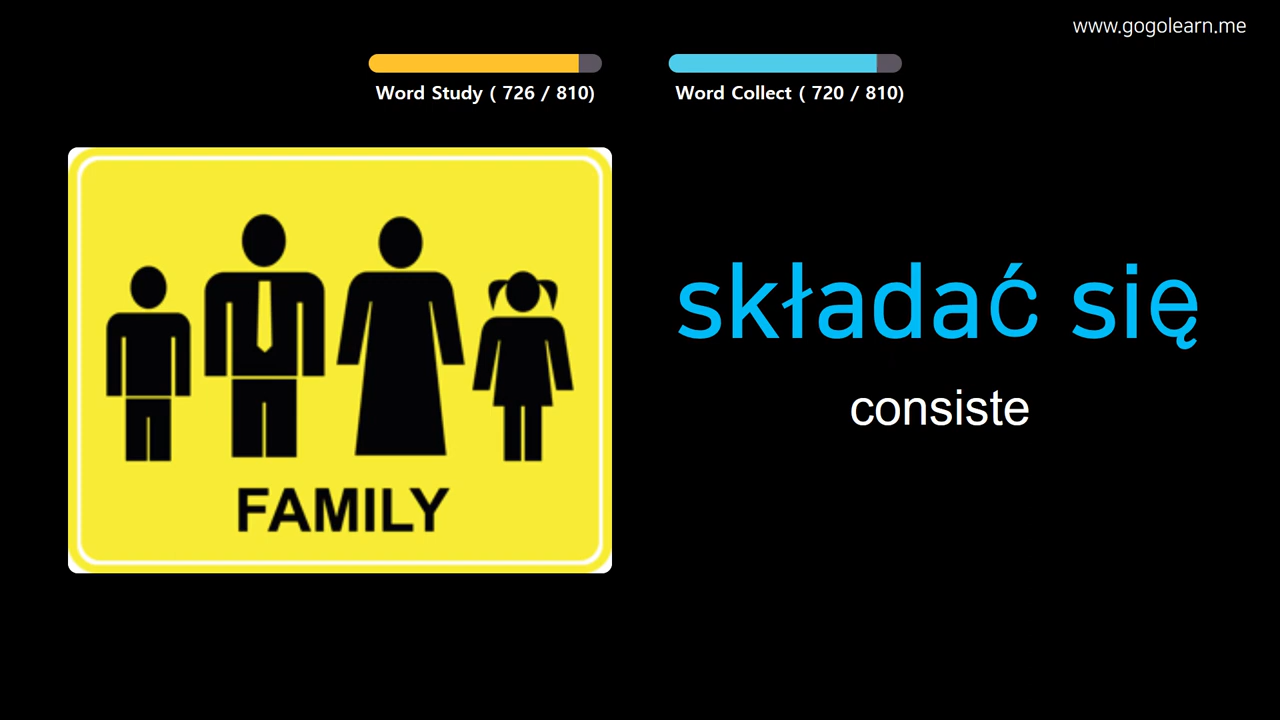 www.gogolearn.me
Word Study ( 726 / 810)
Word Collect ( 720 / 810)
FAMILY
składać się
consiste